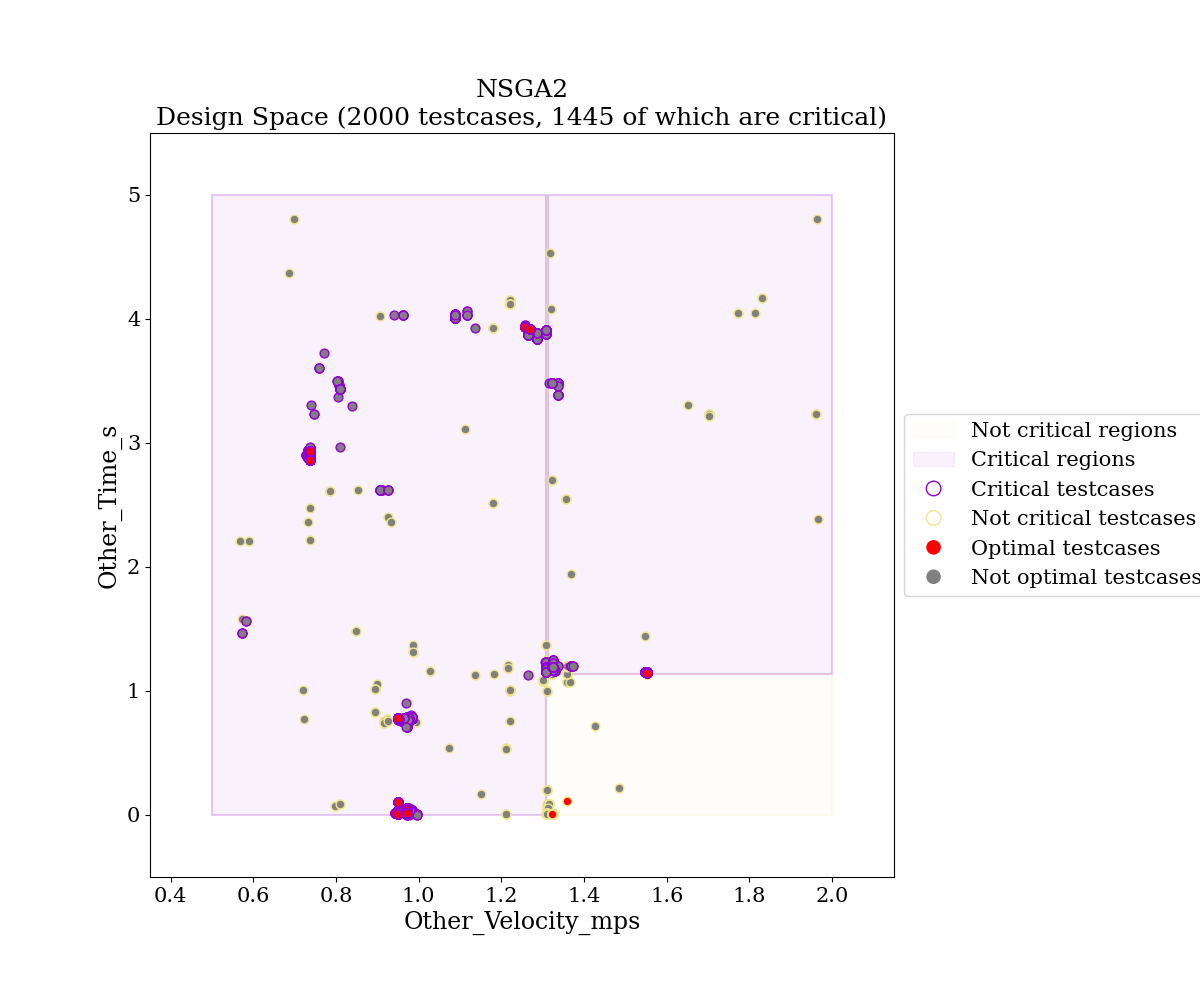 NSGA2
Design Space (2000 testcases, 1445 of which are critical)
5
4
3
2
1
0
Other_Time_s
0.4 0.6 0.8 1.0 1.2 1.4 1.6 1.8 2.0
Other_Velocity_mps
Not critical regions
Critical regions
Critical testcases
Not critical testcases
Optimal testcases
Not optimal testcases